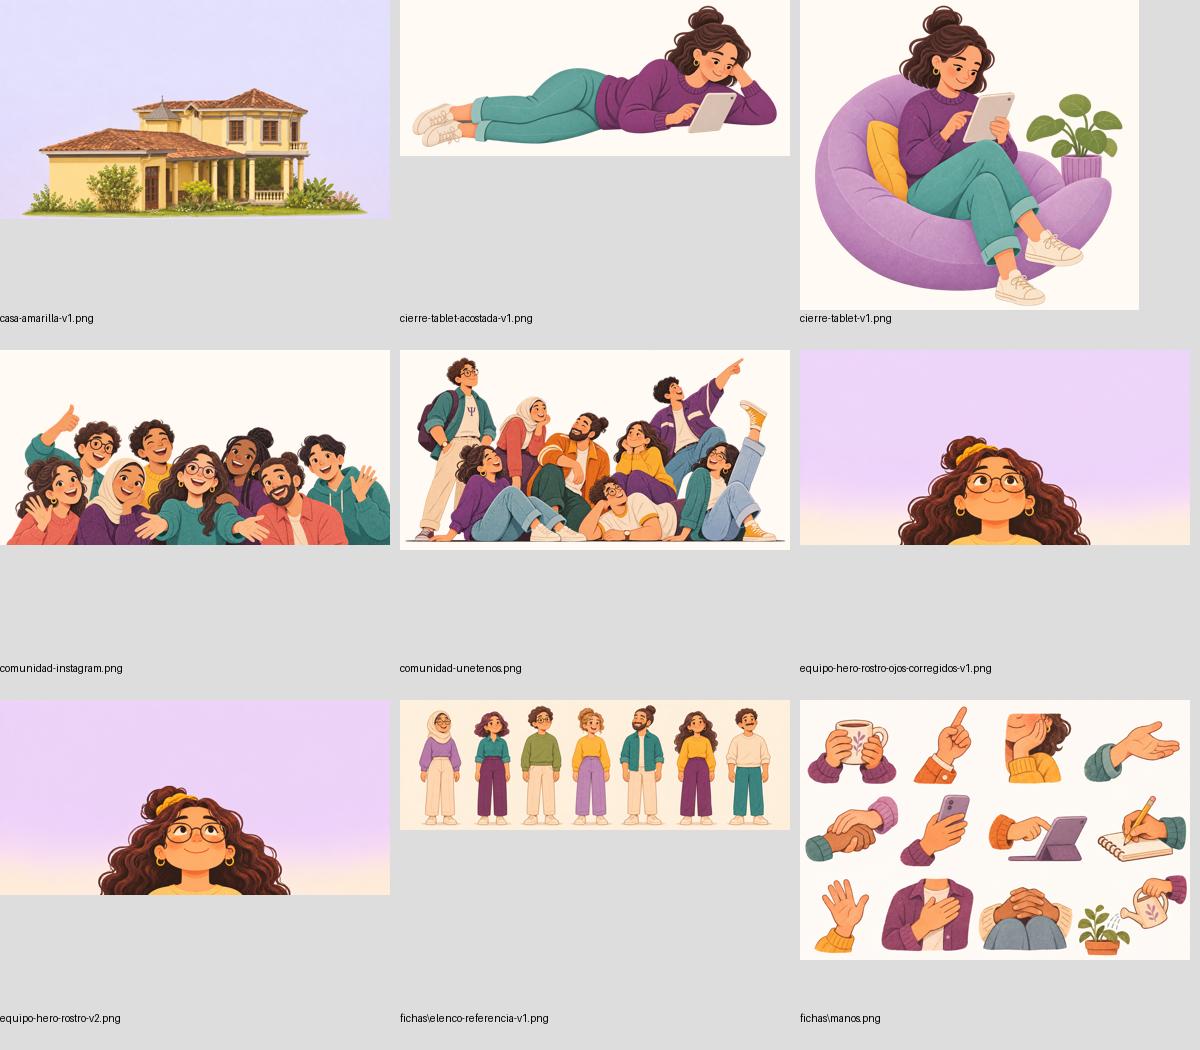 casa-amarilla-v1.png
cierre-tablet-acostada-v1.png
cierre-tablet-v1.png
Ψ
comunidad-instagram.png
comunidad-unetenos.png
equipo-hero-rostro-ojos-corregidos-v1.png
equipo-hero-rostro-v2.png
fichas\elenco-referencia-v1.png
fichas\manos.png